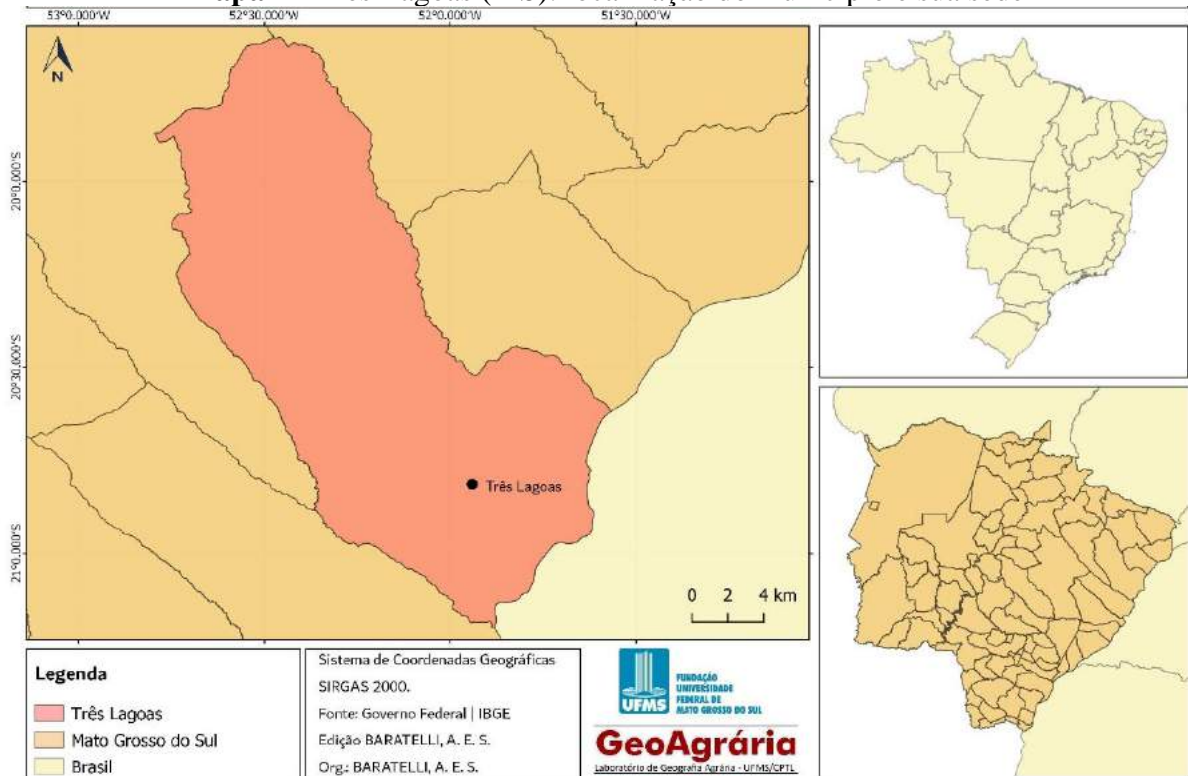 53°0.000'W 52°30.000'W 52°0.000'W 51°30.000'W
N
20°0.000'S
20°30.000'S
21°0.000'S
Três Lagoas
0 2 4 km
Legenda
Três Lagoas
Mato Grosso do Sul
Brasil
Sistema de Coordenadas Geográficas
SIRGAS 2000.
Fonte: Governo Federal | IBGE
Edição BARATELLI, A. E. S.
Org.: BARATELLI, A. E. S.
UFMS
FUNDAÇÃO
UNIVERSIDADE
FEDERAL DE
MATO GROSSO DO SUL
GeoAgrária
Laboratório de Geografia Agrária - UFMS/CPTL